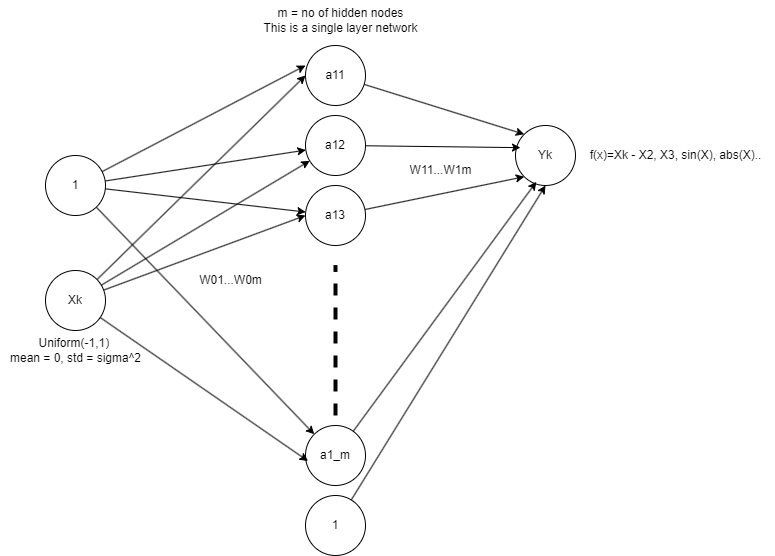 m = no of hidden nodes
This is a single layer network
a11
a12
Yk
f(x)=Xk - X2, X3, sin(X), abs(X)..
W11...W1m
1
a13
W01...W0m
Xk
Uniform(-1,1)
mean = 0, std = sigma^2
a1_m
1